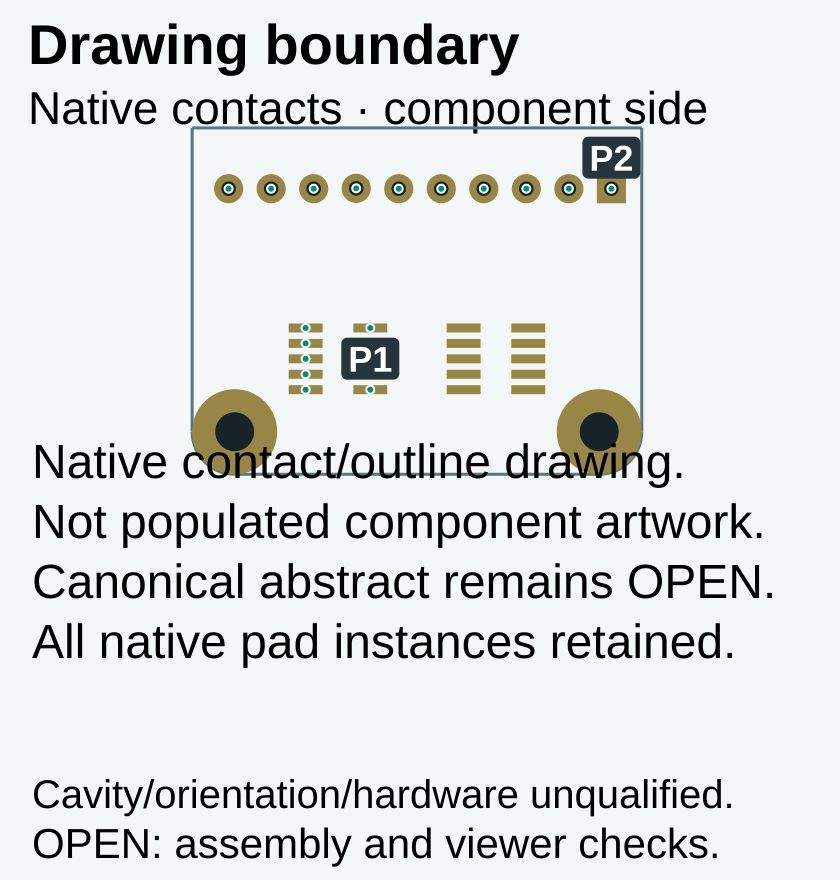 Drawing boundary
Native contacts · component side
P2
P1
Native contact/outline drawing.
Not populated component artwork.
Canonical abstract remains OPEN.
All native pad instances retained.
Cavity/orientation/hardware unqualified.
OPEN: assembly and viewer checks.